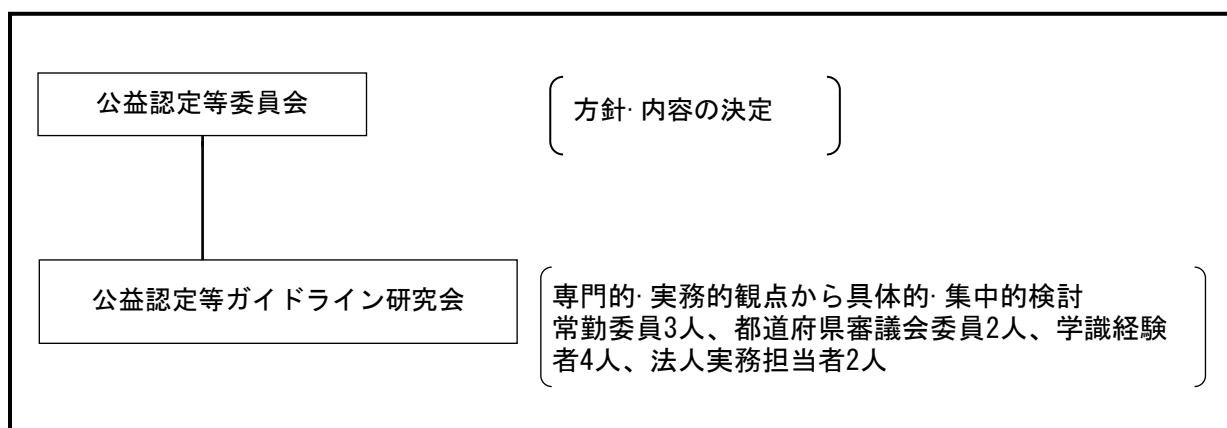 公益認定等委員会
方針・内容の決定
公益認定等ガイドライン研究会
専門的・実務的観点から具体的・集中的検討
常勤委員3人、都道府県審議会委員2人、学識経験
者4人、法人実務担当者2人